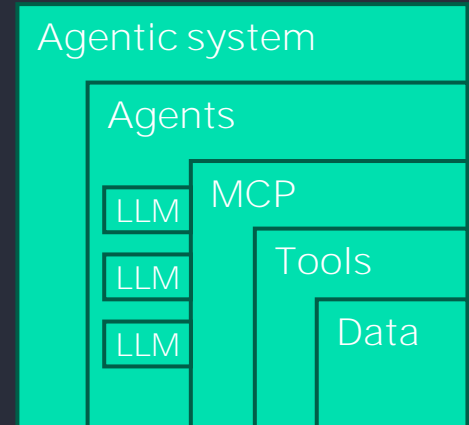 Agentic system
Agents
MCP
LLM
Tools
LLM
Data
LLM